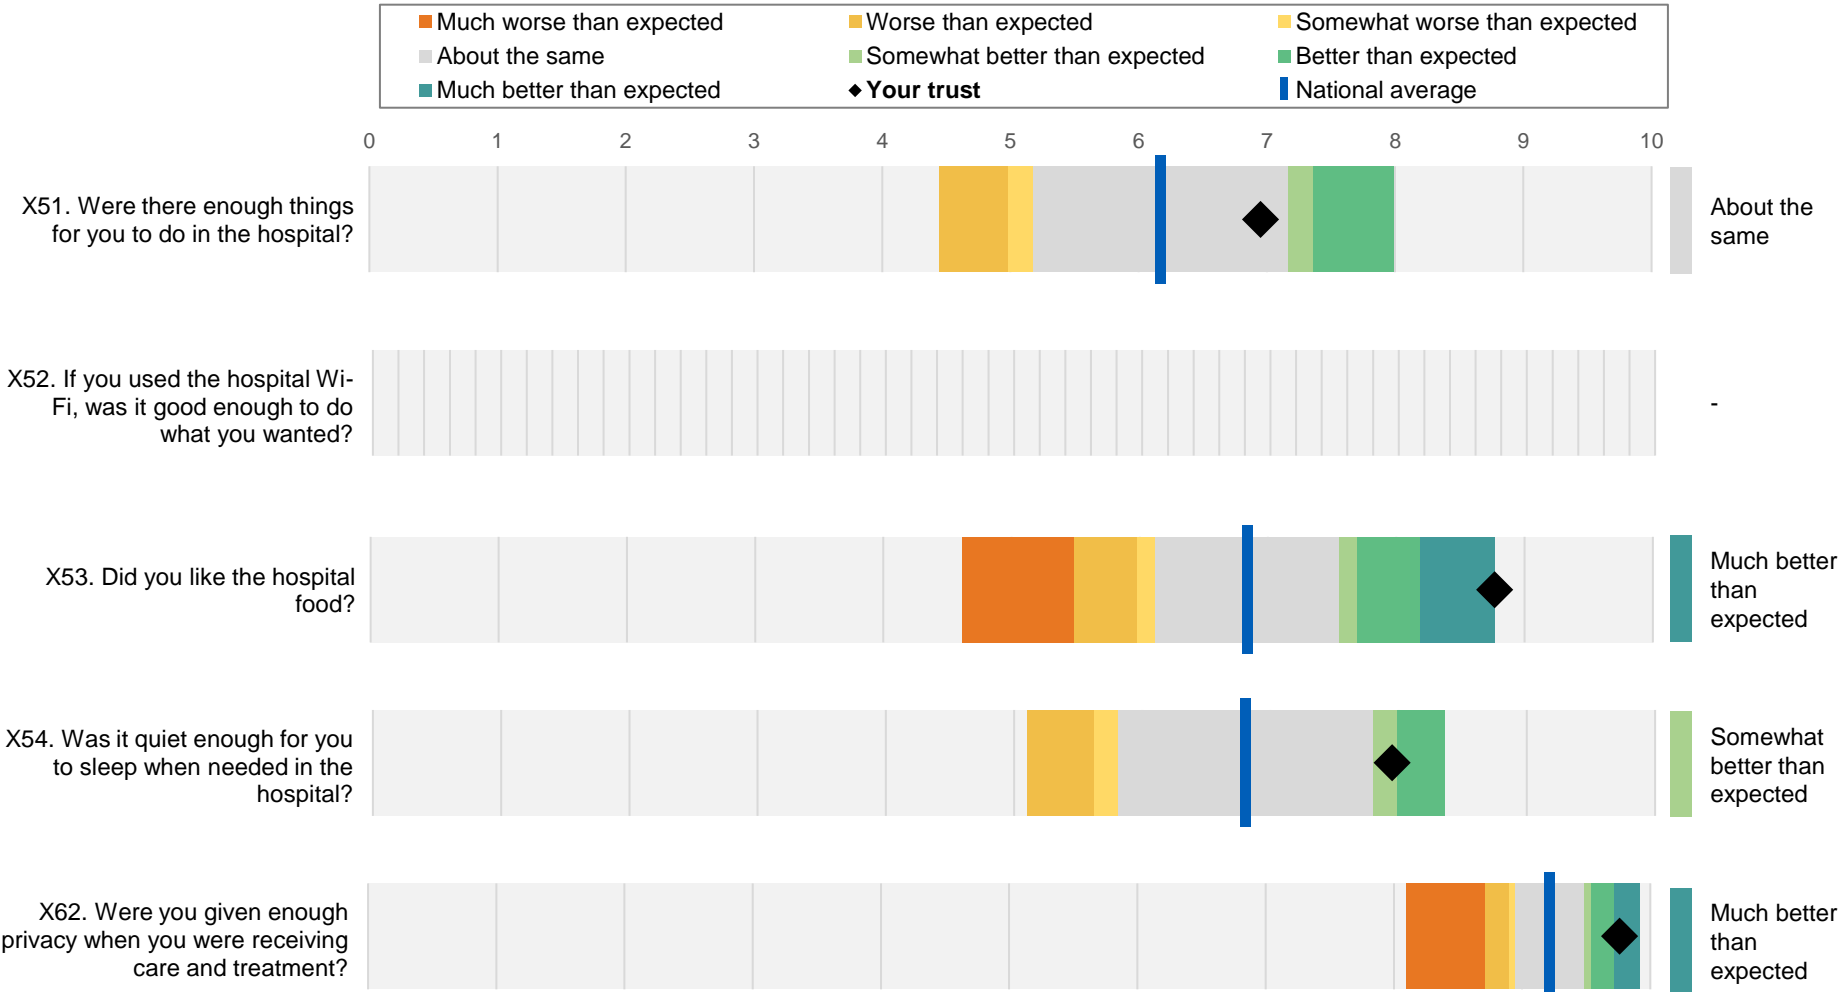 Much worse than expected Worse than expected Somewhat worse than expected
About the same Somewhat better than expected Better than expected
Much better than expected Your trust National average
0 1 2 3 4 5 6 7 8 9 10
X51. Were there enough things
for you to do in the hospital?
About the
same
X52. If you used the hospital Wi-
Fi, was it good enough to do
what you wanted?
-
X53. Did you like the hospital
food?
Much better
than
expected
X54. Was it quiet enough for you
to sleep when needed in the
hospital?
Somewhat
better than
expected
X62. Were you given enough
privacy when you were receiving
care and treatment?
Much better
than
expected